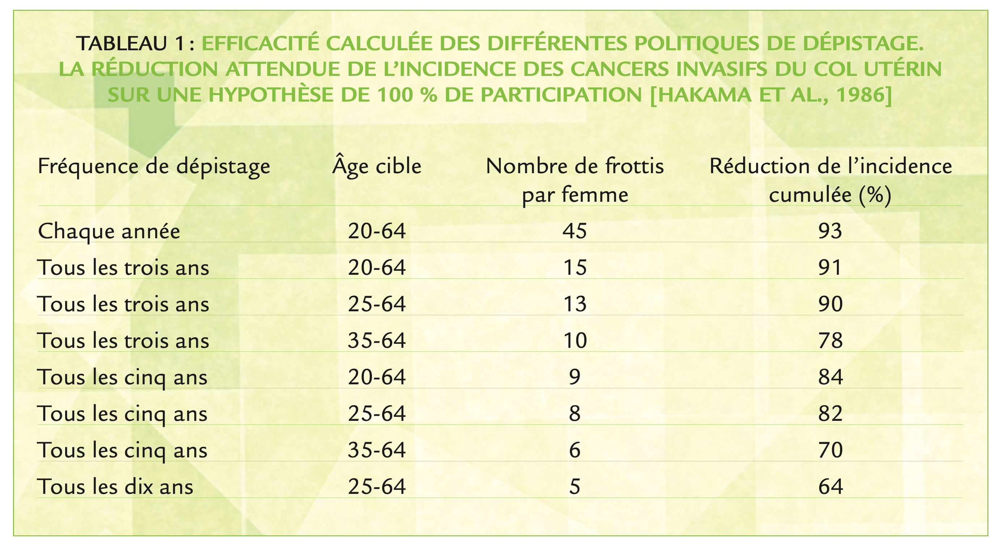 TABLEAU 1 : EFFICACITÉ CALCULÉE DES DIFFÉRENTES POLITIQUES DE DÉPISTAGE.
LA RÉDUCTION ATTENDUE DE L’INCIDENCE DES CANCERS INVASIFS DU COL UTÉRIN
SUR UNE HYPOTHÈSE DE 100 % DE PARTICIPATION [HAKAMA ET AL., 1986]
Fréquence de dépistage Âge cible Nombre de frottis Réduction de l’incidence
par femme cumulée (%)
Chaque année 20-64 45 93
Tous les trois ans 20-64 15 91
Tous les trois ans 25-64 13 90
Tous les trois ans 35-64 10 78
Tous les cinq ans 20-64 9 84
Tous les cinq ans 25-64 8 82
Tous les cinq ans 35-64 6 70
Tous les dix ans 25-64 5 64